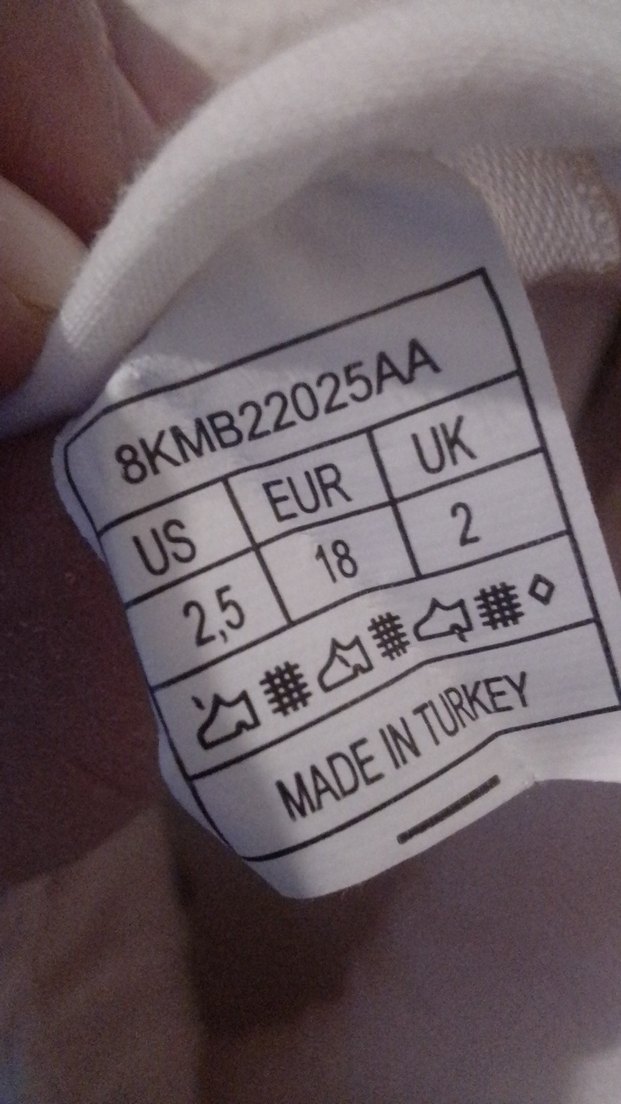 8KMB22025AA
US EUR UK
2,5 18 2
MADE IN TURKEY